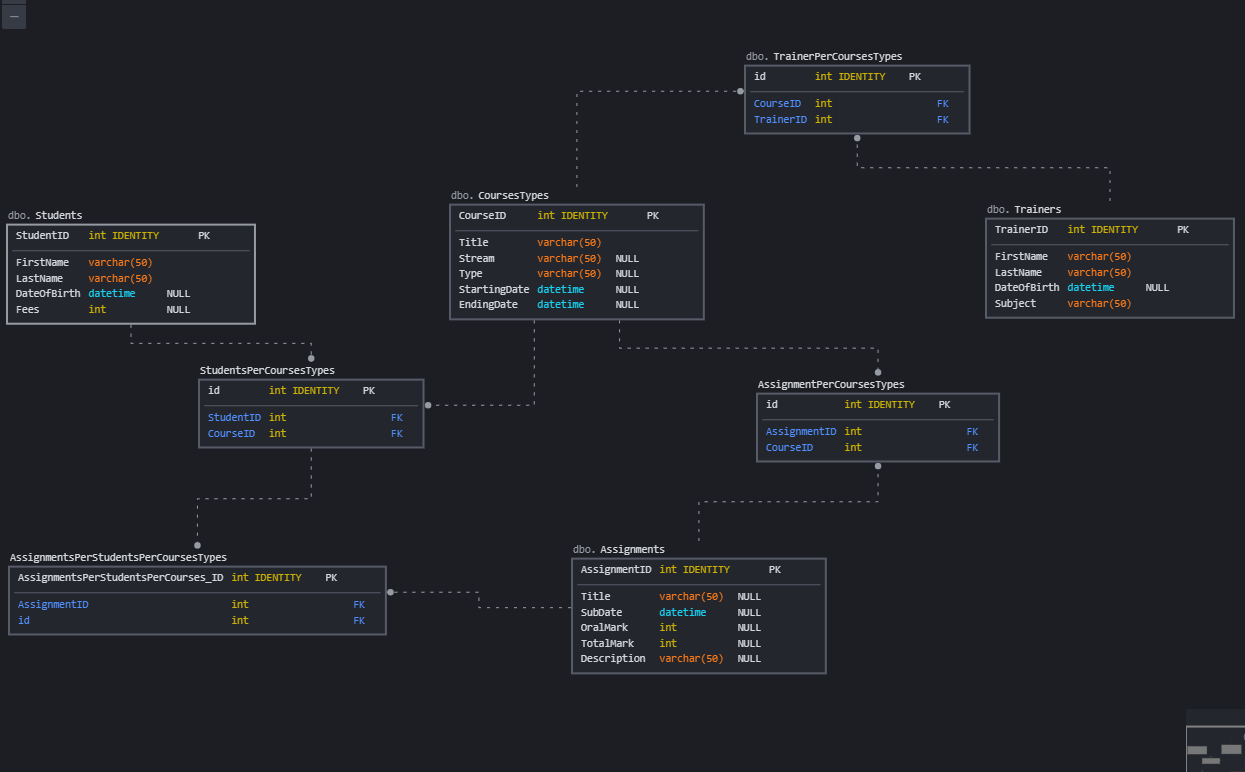 dbo. TrainerPerCoursesTypes
id int IDENTITY PK
CourseID int FK
TrainerID int FK
dbo. CoursesTypes
CourseID int IDENTITY PK
Title varchar(50)
Stream varchar(50) NULL
Type varchar(50) NULL
StartingDate datetime NULL
EndingDate datetime NULL
dbo. Trainers
TrainerID int IDENTITY PK
FirstName varchar(50)
LastName varchar(50)
DateOfBirth datetime NULL
Subject varchar(50)
dbo. Students
StudentID int IDENTITY PK
FirstName varchar(50)
LastName varchar(50)
DateOfBirth datetime NULL
Fees int NULL
StudentsPerCoursesTypes
id int IDENTITY PK
StudentID int FK
CourseID int FK
AssignmentPerCoursesTypes
id int IDENTITY PK
AssignmentID int FK
CourseID int FK
AssignmentsPerStudentsPerCoursesTypes
AssignmentsPerStudentsPerCourses_ID int IDENTITY PK
AssignmentID int FK
id int FK
dbo. Assignments
AssignmentID int IDENTITY PK
Title varchar(50) NULL
SubDate datetime NULL
OralMark int NULL
TotalMark int NULL
Description varchar(50) NULL